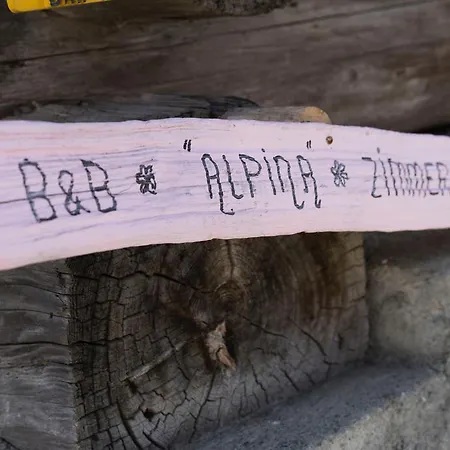 B&B * "ALPINA" * ZIMMER